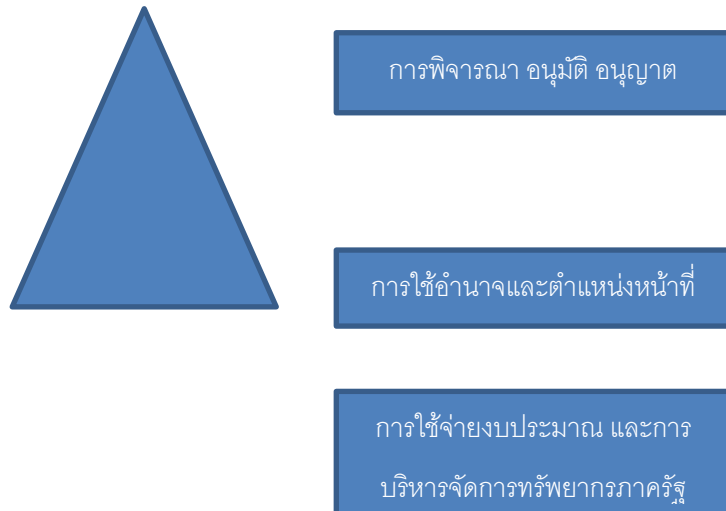 การพิจารณา อนุมัติ อนุญาต
การใช้อำนาจและตำแหน่งหน้าที่
การใช้จ่ายงบประมาณ และการ
บริหารจัดการทรัพยากรภาครัฐ